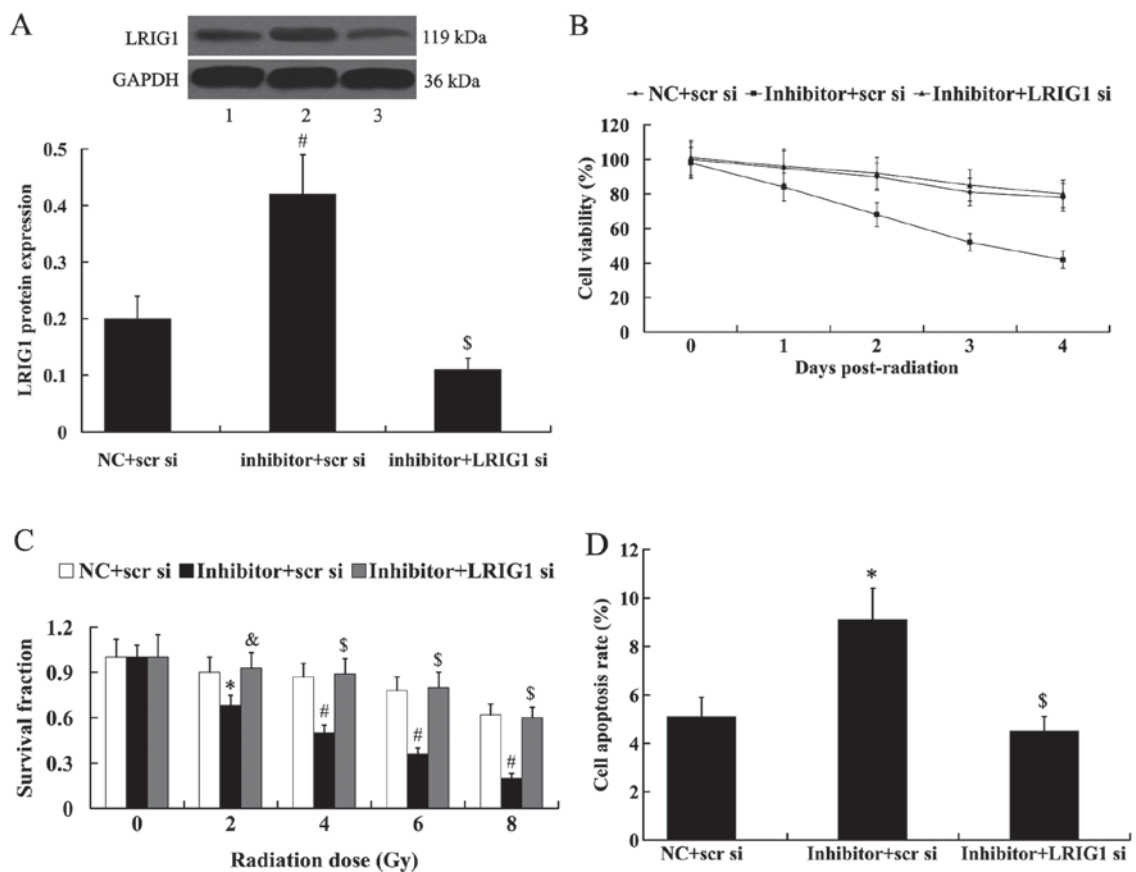 A
LRIG1
119 kDa
GAPDH
36 kDa
1 2 3
LRIG1 protein expression
0.5
0.4
0.3
0.2
0.1
0
#
$
NC+scr si inhibitor+scr si inhibitor+LRIG1 si
B
NC+scr si Inhibitor+scr si Inhibitor+LRIG1 si
Cell viability (%)
120
100
80
60
40
20
0
0 1 2 3 4
Days post-radiation
C
NC+scr si Inhibitor+scr si Inhibitor+LRIG1 si
Survival fraction
1.2
0.9
0.6
0.3
0
* &
# $
# $
# $
0 2 4 6 8
Radiation dose (Gy)
D
Cell apoptosis rate (%)
12
10
8
6
4
2
0
*
$
NC+scr si Inhibitor+scr si Inhibitor+LRIG1 si